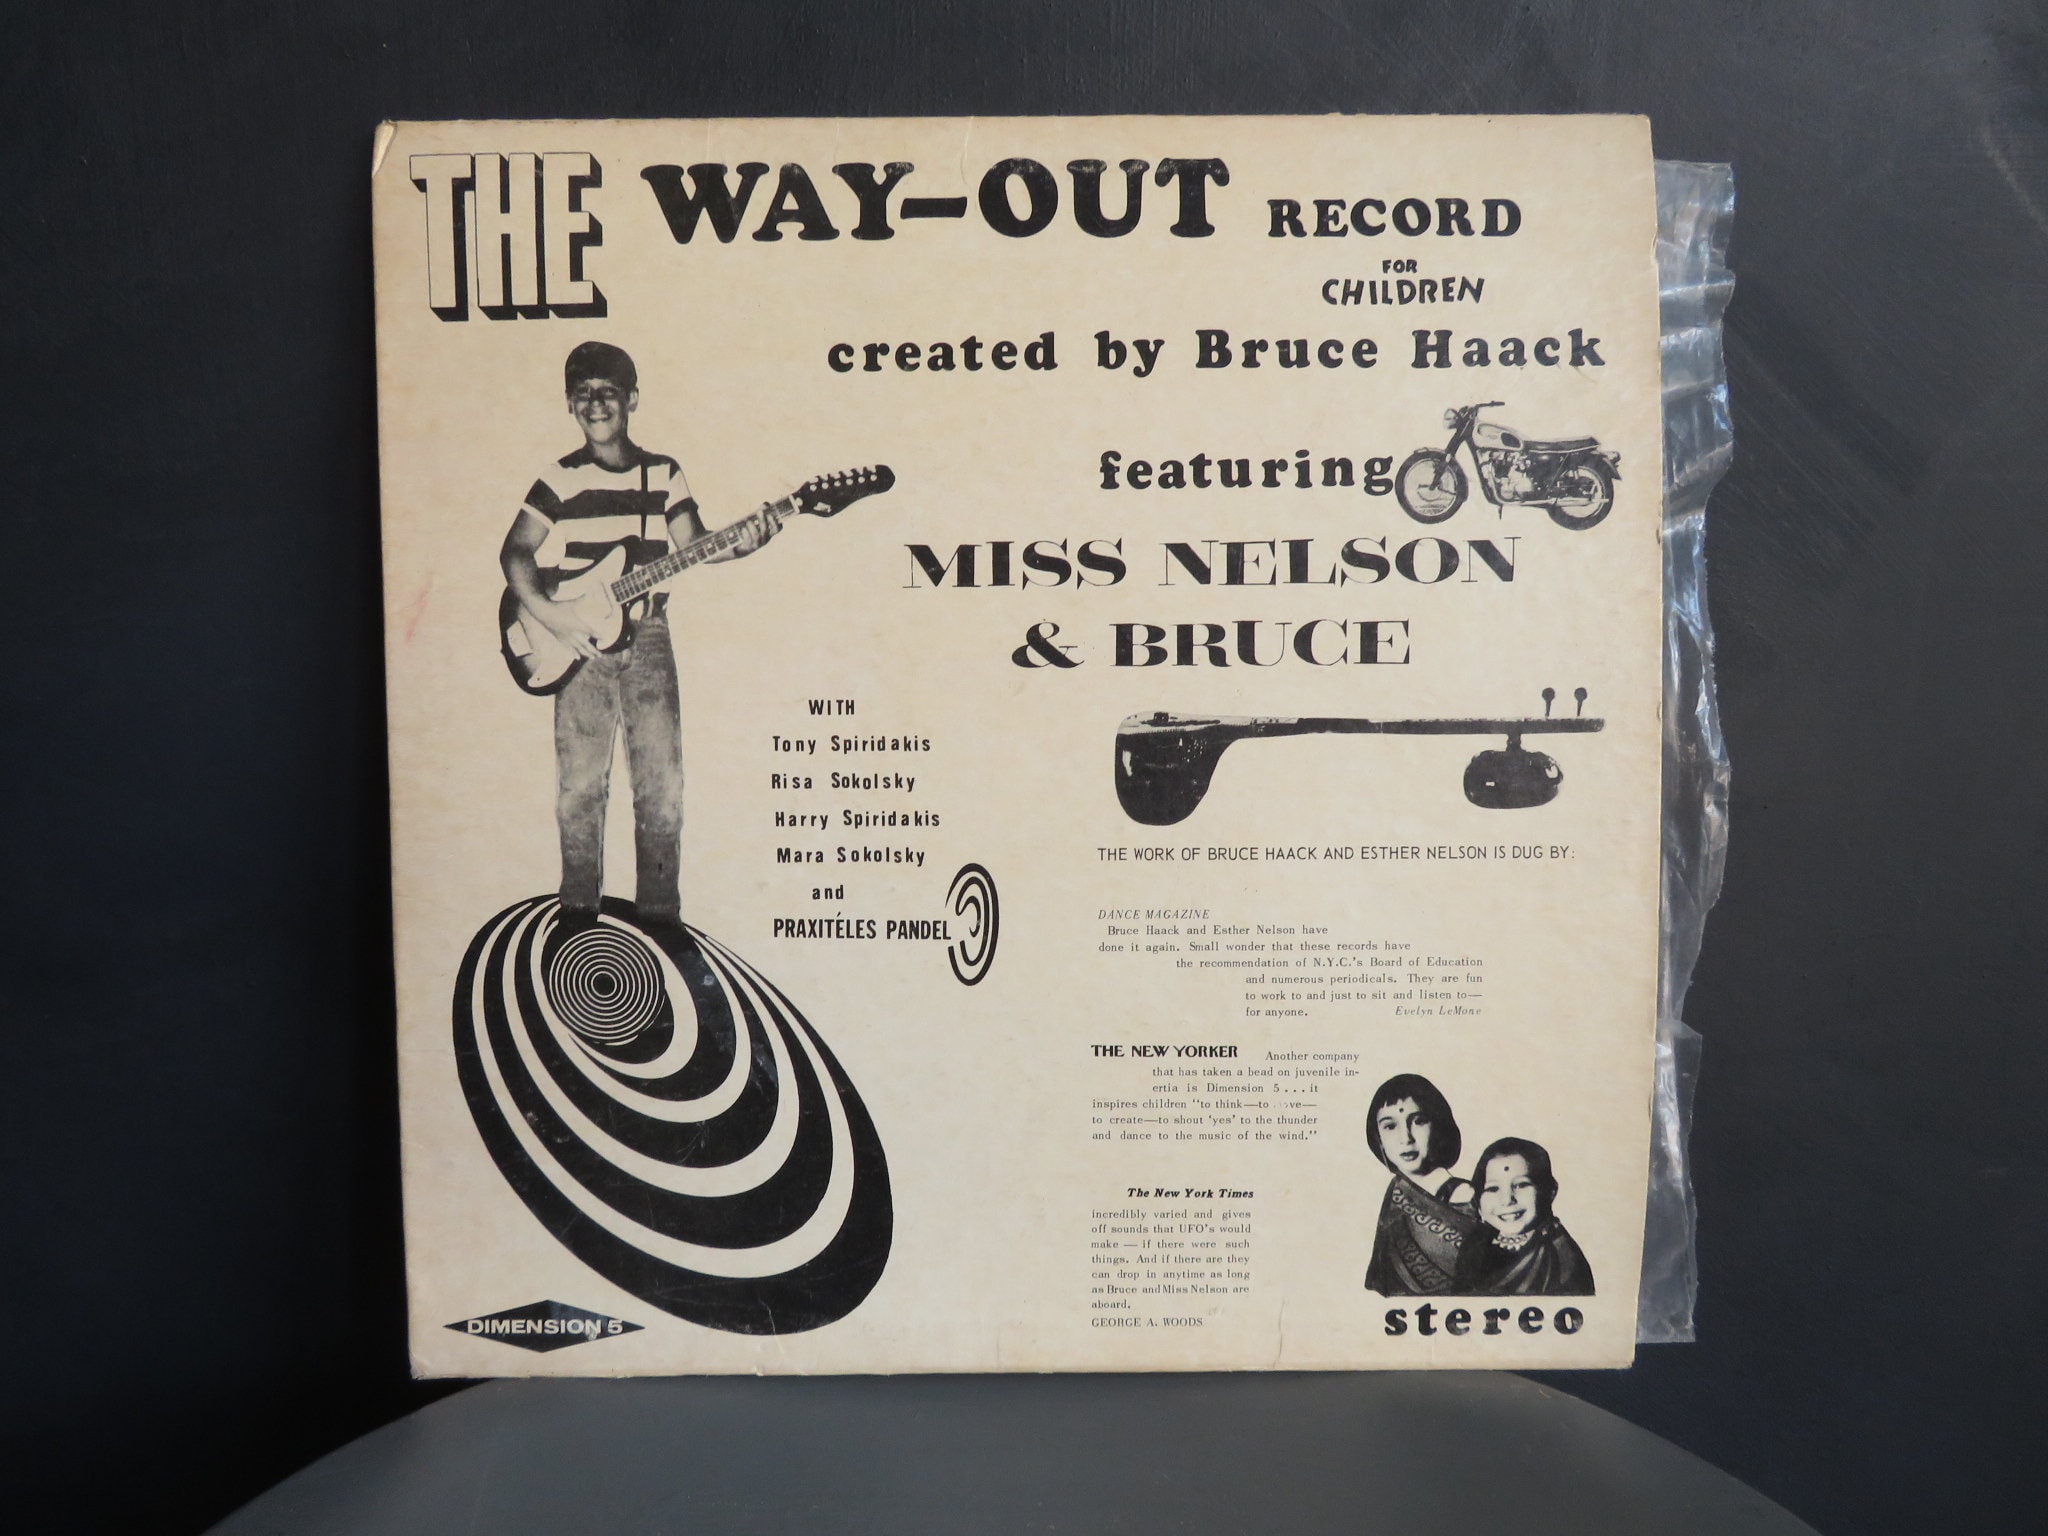 THE WAY-OUT RECORD
FOR
CHILDREN
created by Bruce Haack
featuring
MISS NELSON
& BRUCE
WITH
Tony Spiridakis
Risa Sokolsky
Harry Spiridakis
Mara Sokolsky
and
PRAXITÉLES PANDEL
THE WORK OF BRUCE HAACK AND ESTHER NELSON IS DUG BY:
DANCE MAGAZINE
Bruce Haack and Esther Nelson have
done it again. Small wonder that these records have
the recommendation of N.Y.C.'s Board of Education
and numerous periodicals. They are fun
to work to and just to sit and listen to—
for anyone. Evelyn LeMone
THE NEW YORKER Another company
that has taken a bead on juvenile in-
ertia is Dimension 5...it
inspires children "to think—to
to create—to shout 'yes' to the thunder
and dance to the music of the wind."
The New York Times
incredibly varied and gives
off sounds that UFO's would
make — if there were such
things. And if there are they
can drop in anytime as long
as Bruce and Miss Nelson are
aboard.
GEORGE A. WOODS
stereo
DIMENSION 5